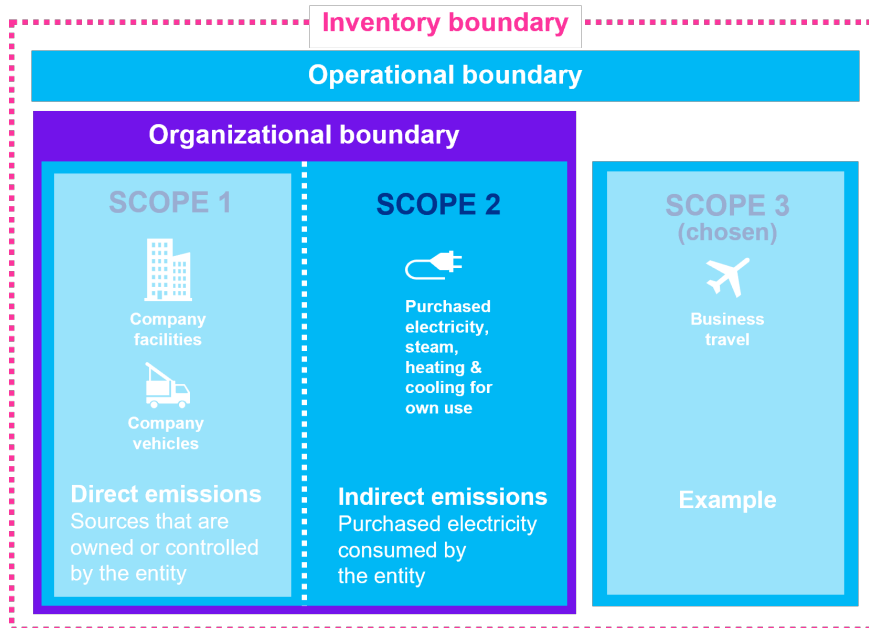 Inventory boundary
Operational boundary
Organizational boundary
SCOPE 1
Company
facilities
Company
vehicles
Direct emissions
Sources that are
owned or controlled
by the entity
SCOPE 2
Purchased
electricity,
steam,
heating &
cooling for
own use
Indirect emissions
Purchased electricity
consumed by
the entity
SCOPE 3
(chosen)
Business
travel
Example